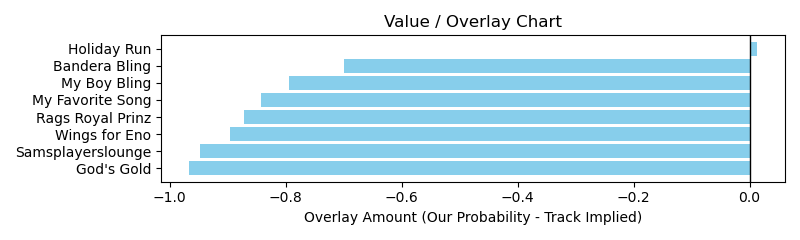 Value / Overlay Chart
Holiday Run
Bandera Bling
My Boy Bling
My Favorite Song
Rags Royal Prinz
Wings for Eno
Samsplayerslounge
God's Gold
−1.0 −0.8 −0.6 −0.4 −0.2 0.0
Overlay Amount (Our Probability - Track Implied)